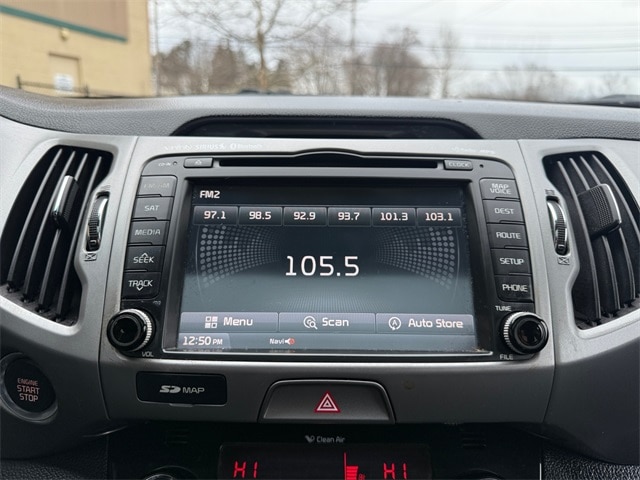 CLOCK
FM2
97.1 98.5 92.9 93.7 101.3 103.1
105.5
Menu Scan Auto Store
12:50 PM Navi
SAT
MEDIA
SEEK
TRACK
VOL
MAP VOICE
DEST
ROUTE
SETUP
PHONE
TUNE
FILE
ENGINE
START
STOP
SD MAP
Clean Air
HI HI